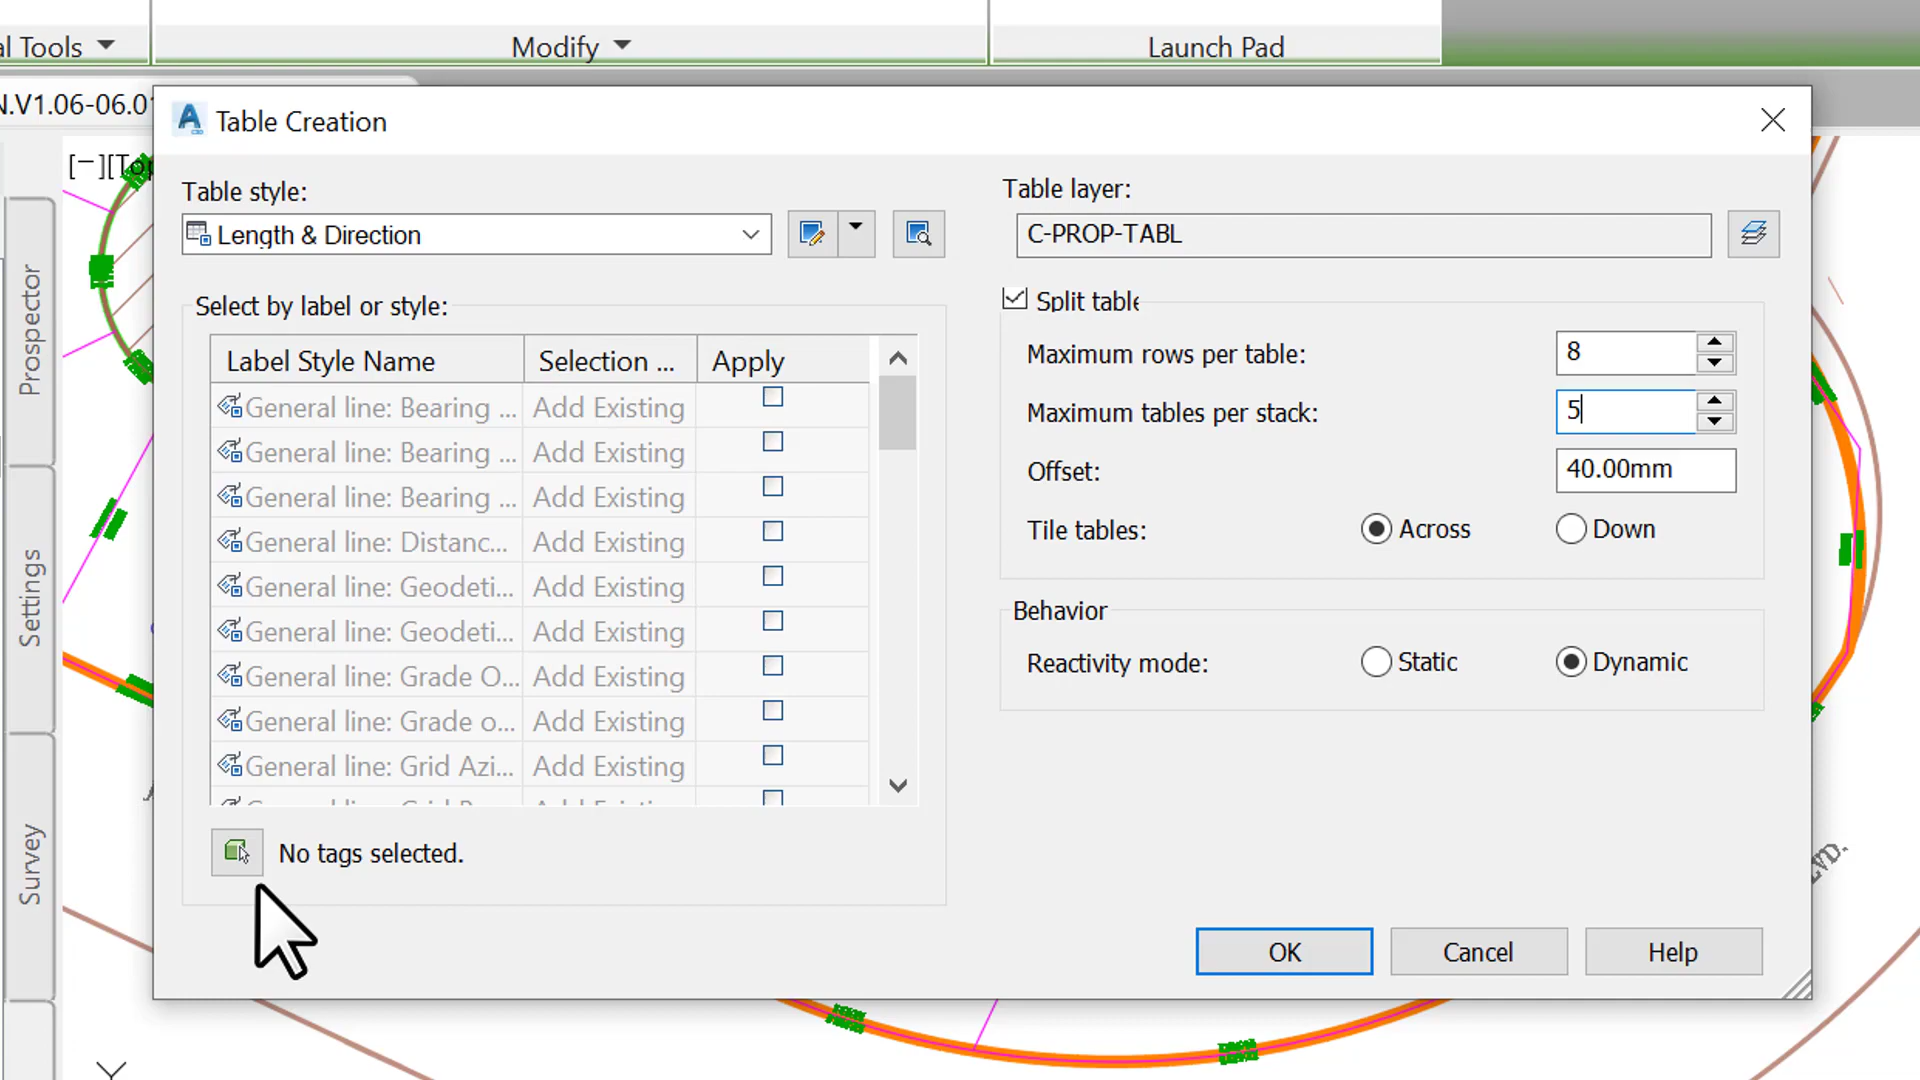 al Tools
Modify
Launch Pad
N.V1.06-06.01
Table Creation
[−][Top
Table style:
Length & Direction
Table layer:
C-PROP-TABL
Prospector
Settings
Survey
Select by label or style:
Label Style Name Selection ... Apply
General line: Bearing ... Add Existing
General line: Bearing ... Add Existing
General line: Bearing ... Add Existing
General line: Distanc... Add Existing
General line: Geodeti... Add Existing
General line: Geodeti... Add Existing
General line: Grade O... Add Existing
General line: Grade o... Add Existing
General line: Grid Azi... Add Existing
No tags selected.
Split table
Maximum rows per table: 8
Maximum tables per stack: 5
Offset: 40.00mm
Tile tables: Across Down
Behavior
Reactivity mode: Static Dynamic
OK Cancel Help
LVD.
Y